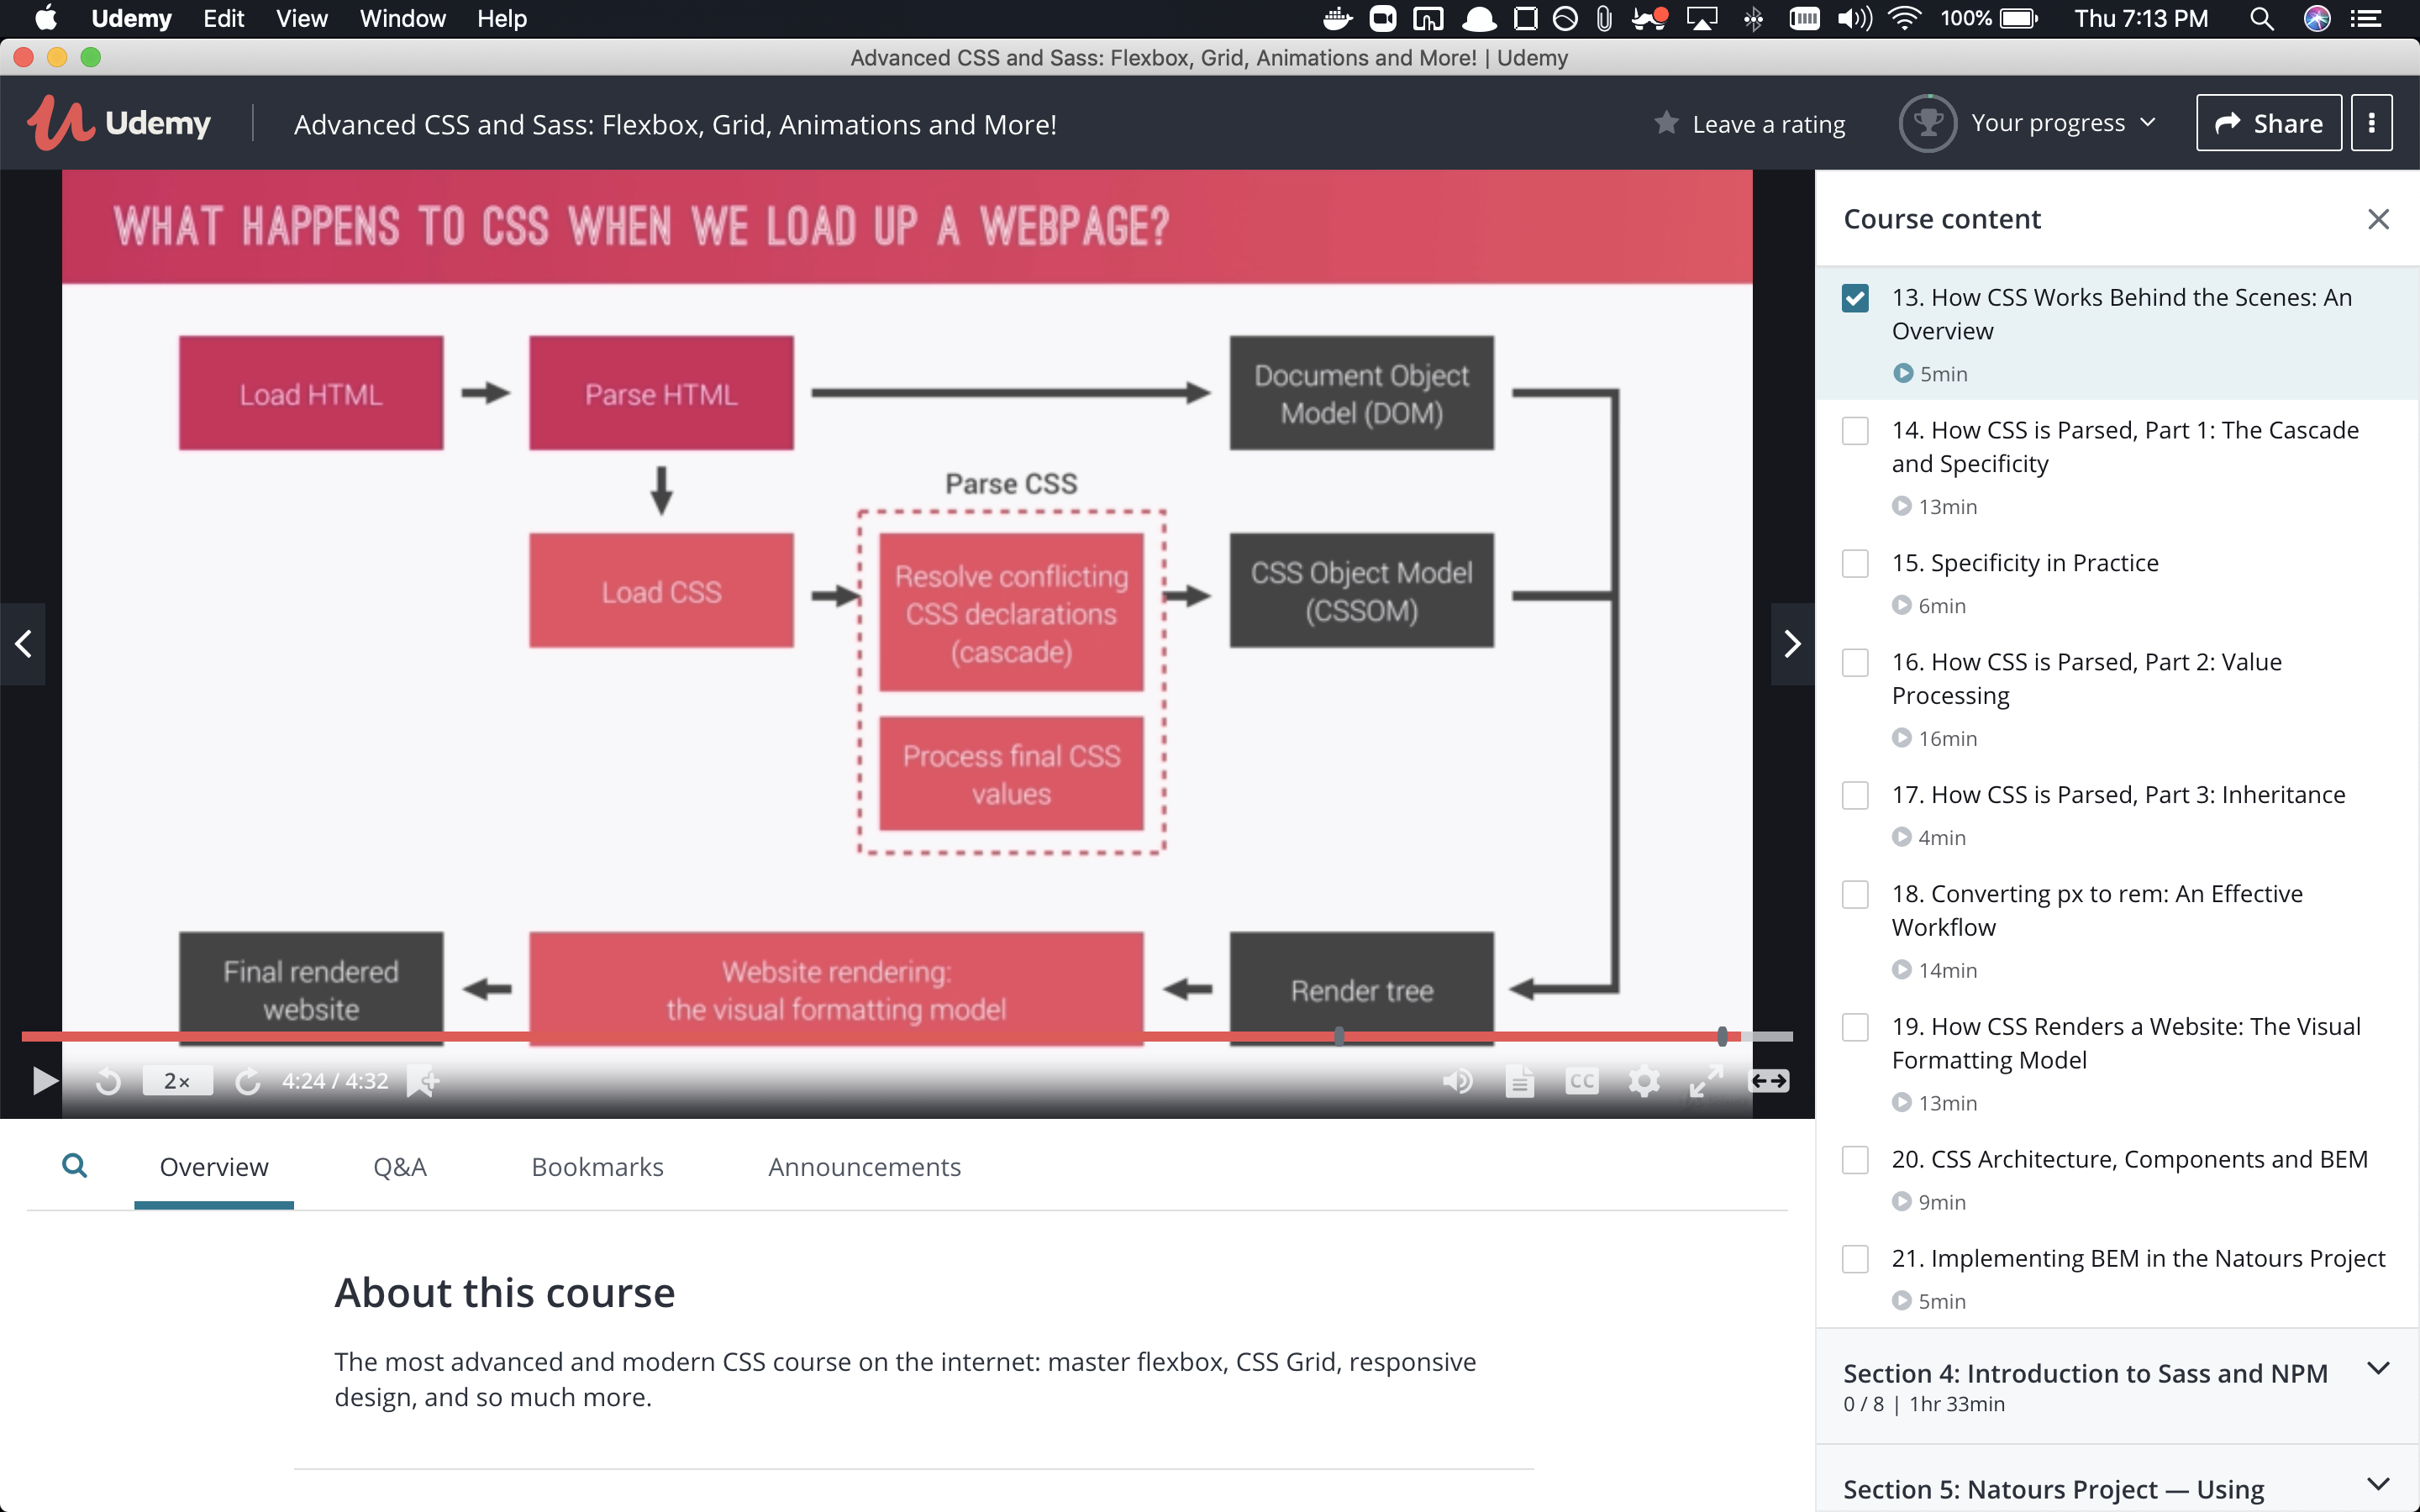 Udemy Edit View Window Help
100% Thu 7:13 PM
Advanced CSS and Sass: Flexbox, Grid, Animations and More! | Udemy
Udemy
Advanced CSS and Sass: Flexbox, Grid, Animations and More!
Leave a rating
Your progress
Share
WHAT HAPPENS TO CSS WHEN WE LOAD UP A WEBPAGE?
Load HTML
Parse HTML
Document Object
Model (DOM)
Parse CSS
Load CSS
Resolve conflicting
CSS declarations
(cascade)
CSS Object Model
(CSSOM)
Process final CSS
values
Final rendered
website
Website rendering:
the visual formatting model
Render tree
2x
4:24 / 4:32
CC
Overview
Q&A
Bookmarks
Announcements
About this course
The most advanced and modern CSS course on the internet: master flexbox, CSS Grid, responsive
design, and so much more.
Course content
13. How CSS Works Behind the Scenes: An
Overview
5min
14. How CSS is Parsed, Part 1: The Cascade
and Specificity
13min
15. Specificity in Practice
6min
16. How CSS is Parsed, Part 2: Value
Processing
16min
17. How CSS is Parsed, Part 3: Inheritance
4min
18. Converting px to rem: An Effective
Workflow
14min
19. How CSS Renders a Website: The Visual
Formatting Model
13min
20. CSS Architecture, Components and BEM
9min
21. Implementing BEM in the Natours Project
5min
Section 4: Introduction to Sass and NPM
0 / 8 | 1hr 33min
Section 5: Natours Project — Using